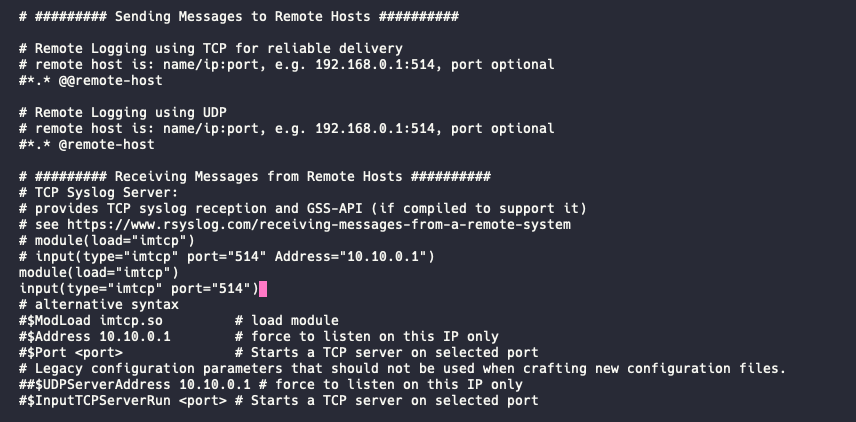 # ######### Sending Messages to Remote Hosts ##########
# Remote Logging using TCP for reliable delivery
# remote host is: name/ip:port, e.g. 192.168.0.1:514, port optional
#*.* @@remote-host
# Remote Logging using UDP
# remote host is: name/ip:port, e.g. 192.168.0.1:514, port optional
#*.* @remote-host
# ######### Receiving Messages from Remote Hosts ##########
# TCP Syslog Server:
# provides TCP syslog reception and GSS-API (if compiled to support it)
# see https://www.rsyslog.com/receiving-messages-from-a-remote-system
# module(load="imtcp")
# input(type="imtcp" port="514" Address="10.10.0.1")
module(load="imtcp")
input(type="imtcp" port="514")
# alternative syntax
#$ModLoad imtcp.so        # load module
#$Address 10.10.0.1       # force to listen on this IP only
#$Port <port>             # Starts a TCP server on selected port
# Legacy configuration parameters that should not be used when crafting new configuration files.
##$UDPServerAddress 10.10.0.1 # force to listen on this IP only
#$InputTCPServerRun <port> # Starts a TCP server on selected port